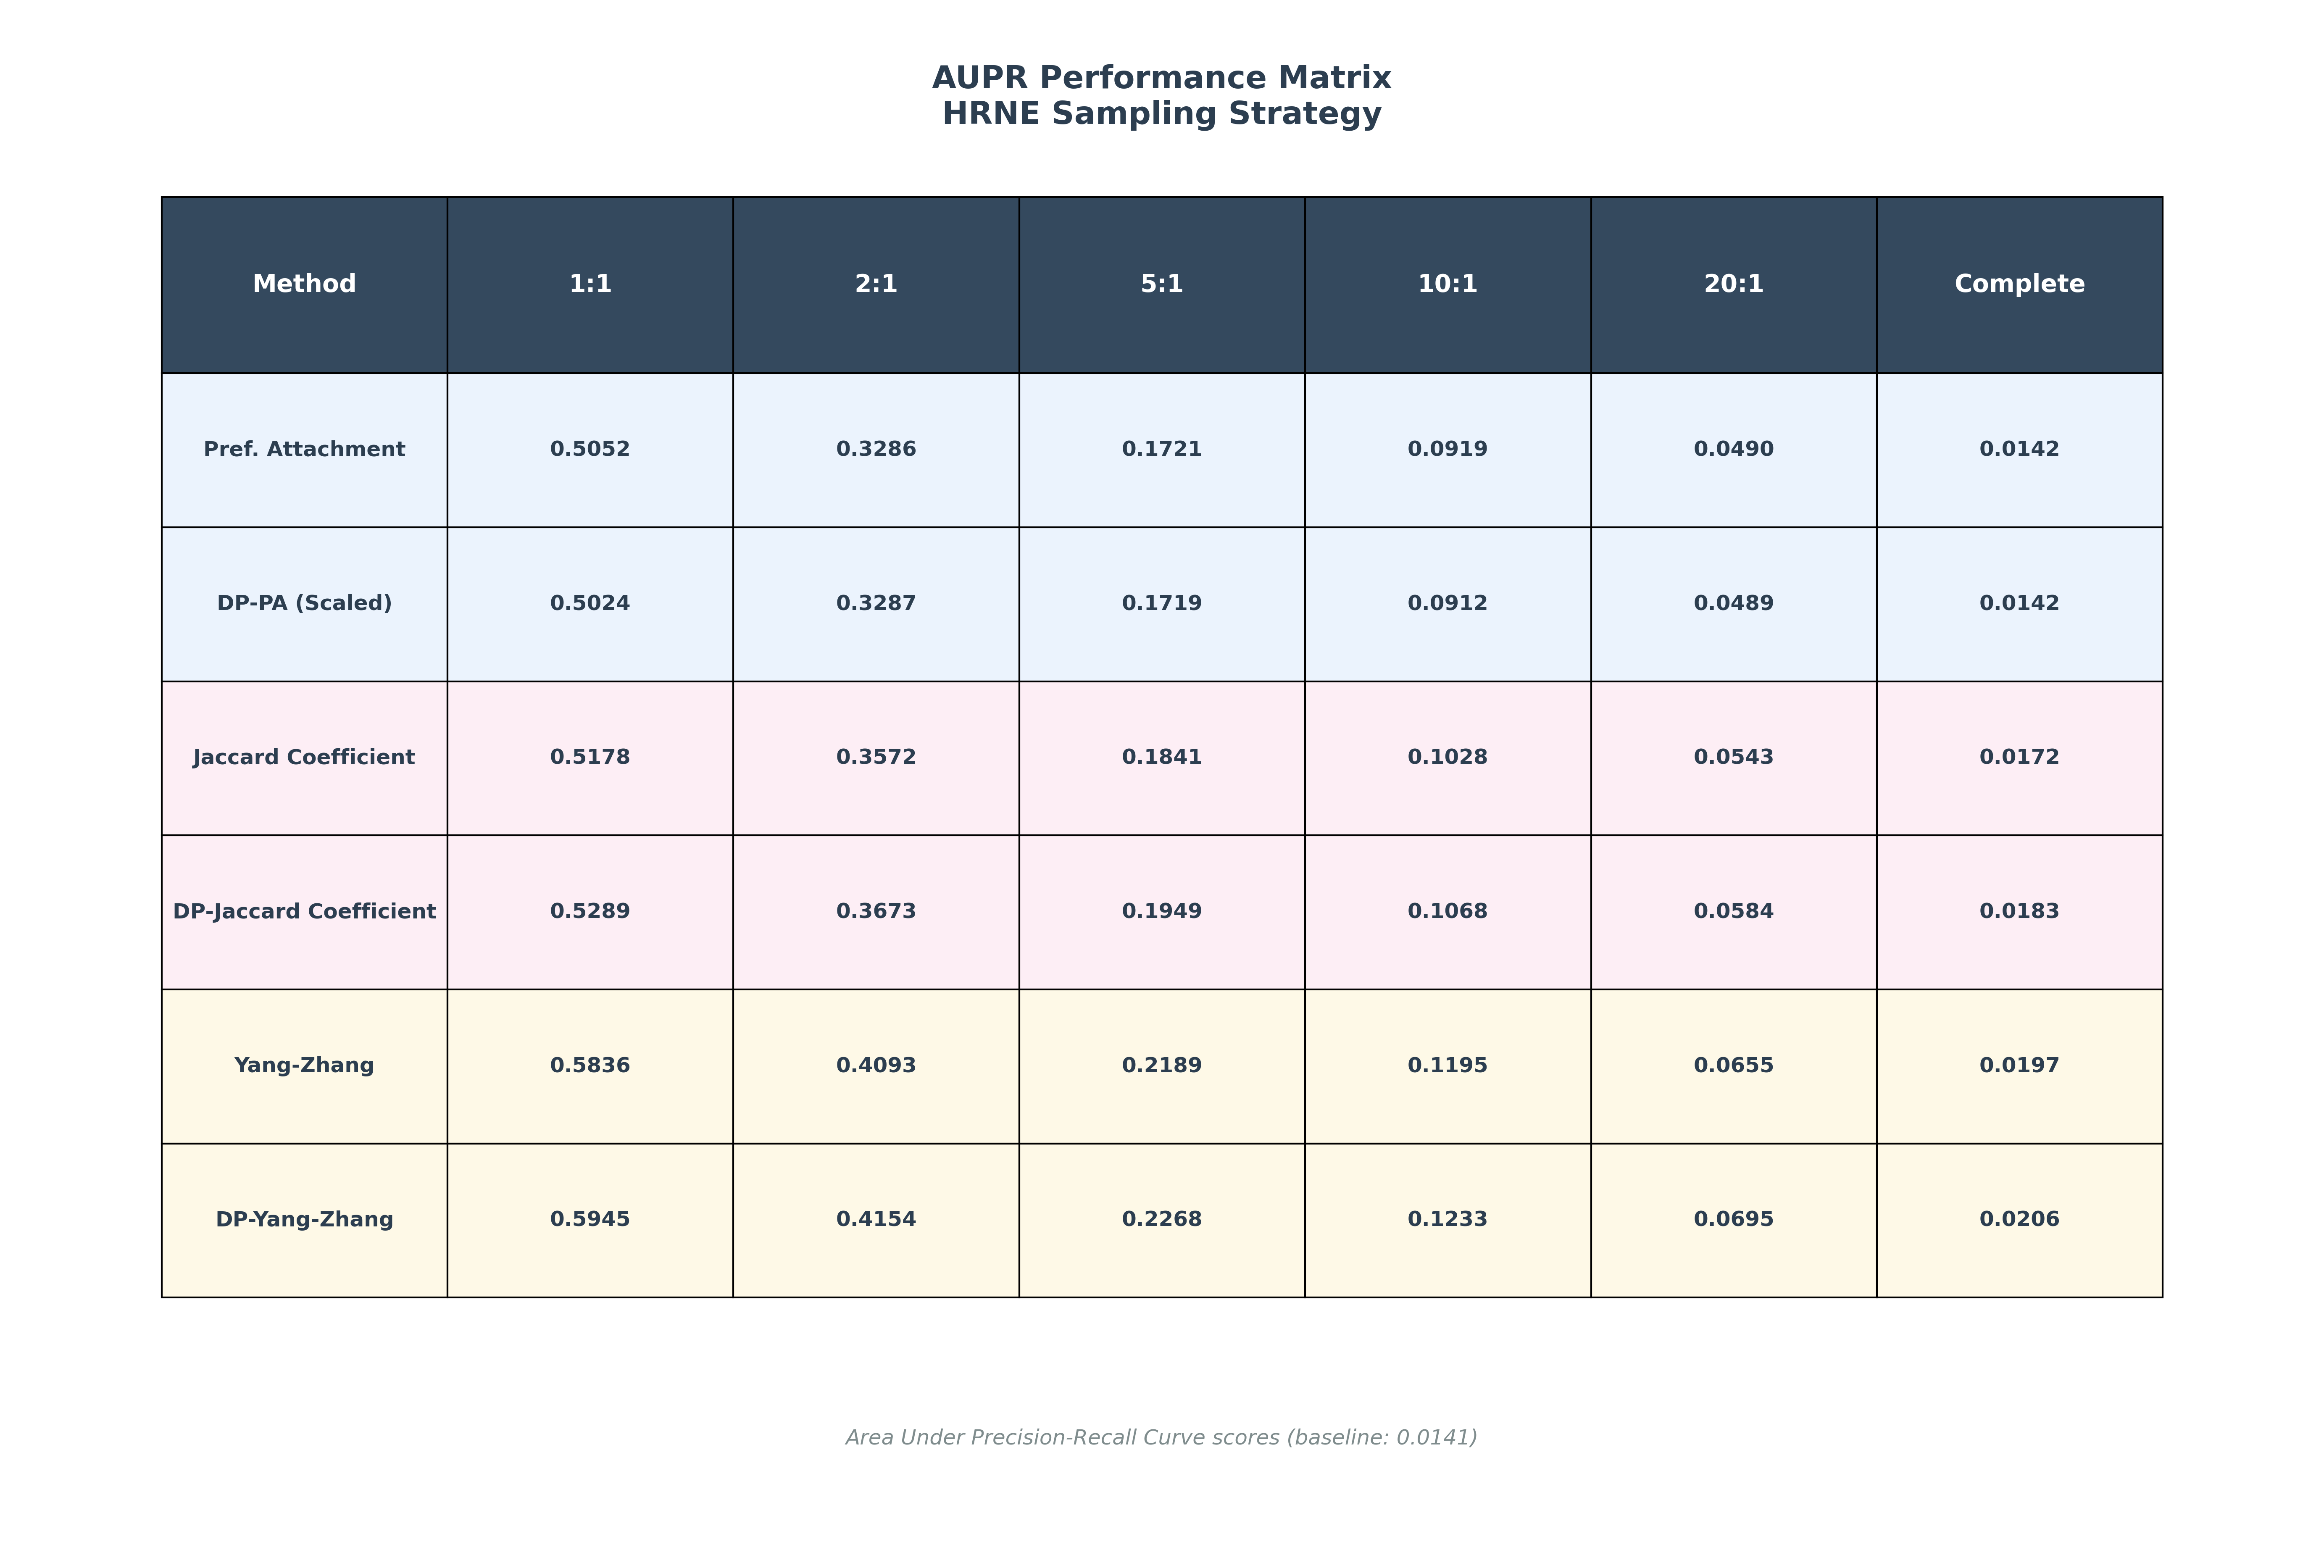 AUPR Performance Matrix
HRNE Sampling Strategy
Method 1:1 2:1 5:1 10:1 20:1 Complete
Pref. Attachment 0.5052 0.3286 0.1721 0.0919 0.0490 0.0142
DP-PA (Scaled) 0.5024 0.3287 0.1719 0.0912 0.0489 0.0142
Jaccard Coefficient 0.5178 0.3572 0.1841 0.1028 0.0543 0.0172
DP-Jaccard Coefficient 0.5289 0.3673 0.1949 0.1068 0.0584 0.0183
Yang-Zhang 0.5836 0.4093 0.2189 0.1195 0.0655 0.0197
DP-Yang-Zhang 0.5945 0.4154 0.2268 0.1233 0.0695 0.0206
Area Under Precision-Recall Curve scores (baseline: 0.0141)